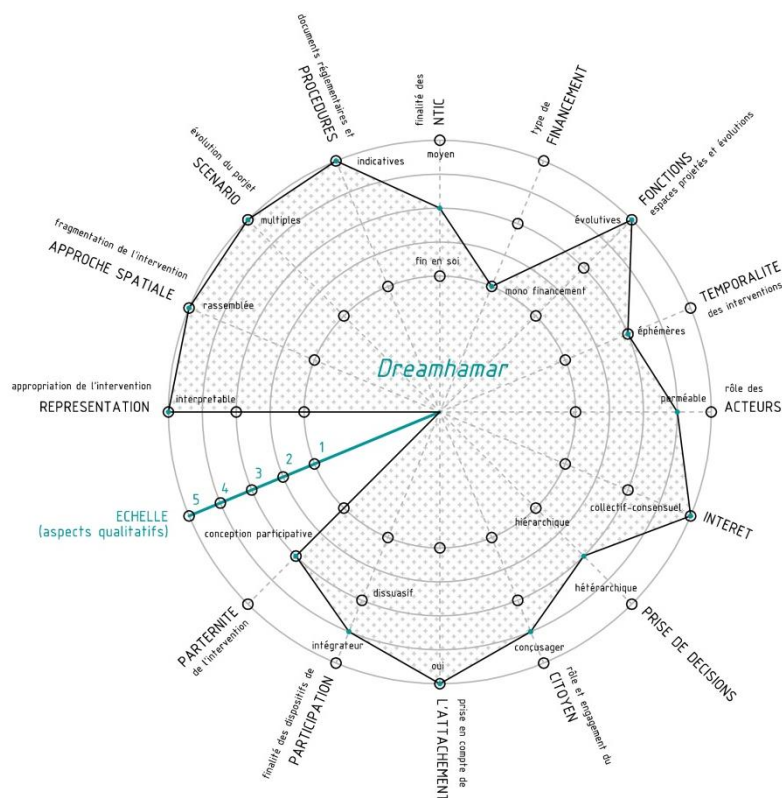 documents réglementaires et
PROCEDURES
indicatives
finalité des
NTIC
moyen
fin en soi
type de
FINANCEMENT
mono financement
FONCTIONS
espaces projetés et évolutions
évolutives
TEMPORALITE
des interventions
éphémères
rôle des
ACTEURS
perméable
INTERET
collectif-consensuel
PRISE DE DECISIONS
hétérarchique
hiérarchique
rôle et engagement du
CITOYEN
conçusager
prise en compte de
L'ATTACHEMENT
oui
finalité des dispositifs de
PARTICIPATION
intégrateur
dissuasif
PARTERNITE
de l'intervention
conception participative
ECHELLE
(aspects qualitatifs)
5
4
3
2
1
appropriation de l'intervention
REPRESENTATION
interpretable
fragmentation de l'intervention
APPROCHE SPATIALE
rassemblée
évolution du porjet
SCENARIO
multiples
Dreamhamar